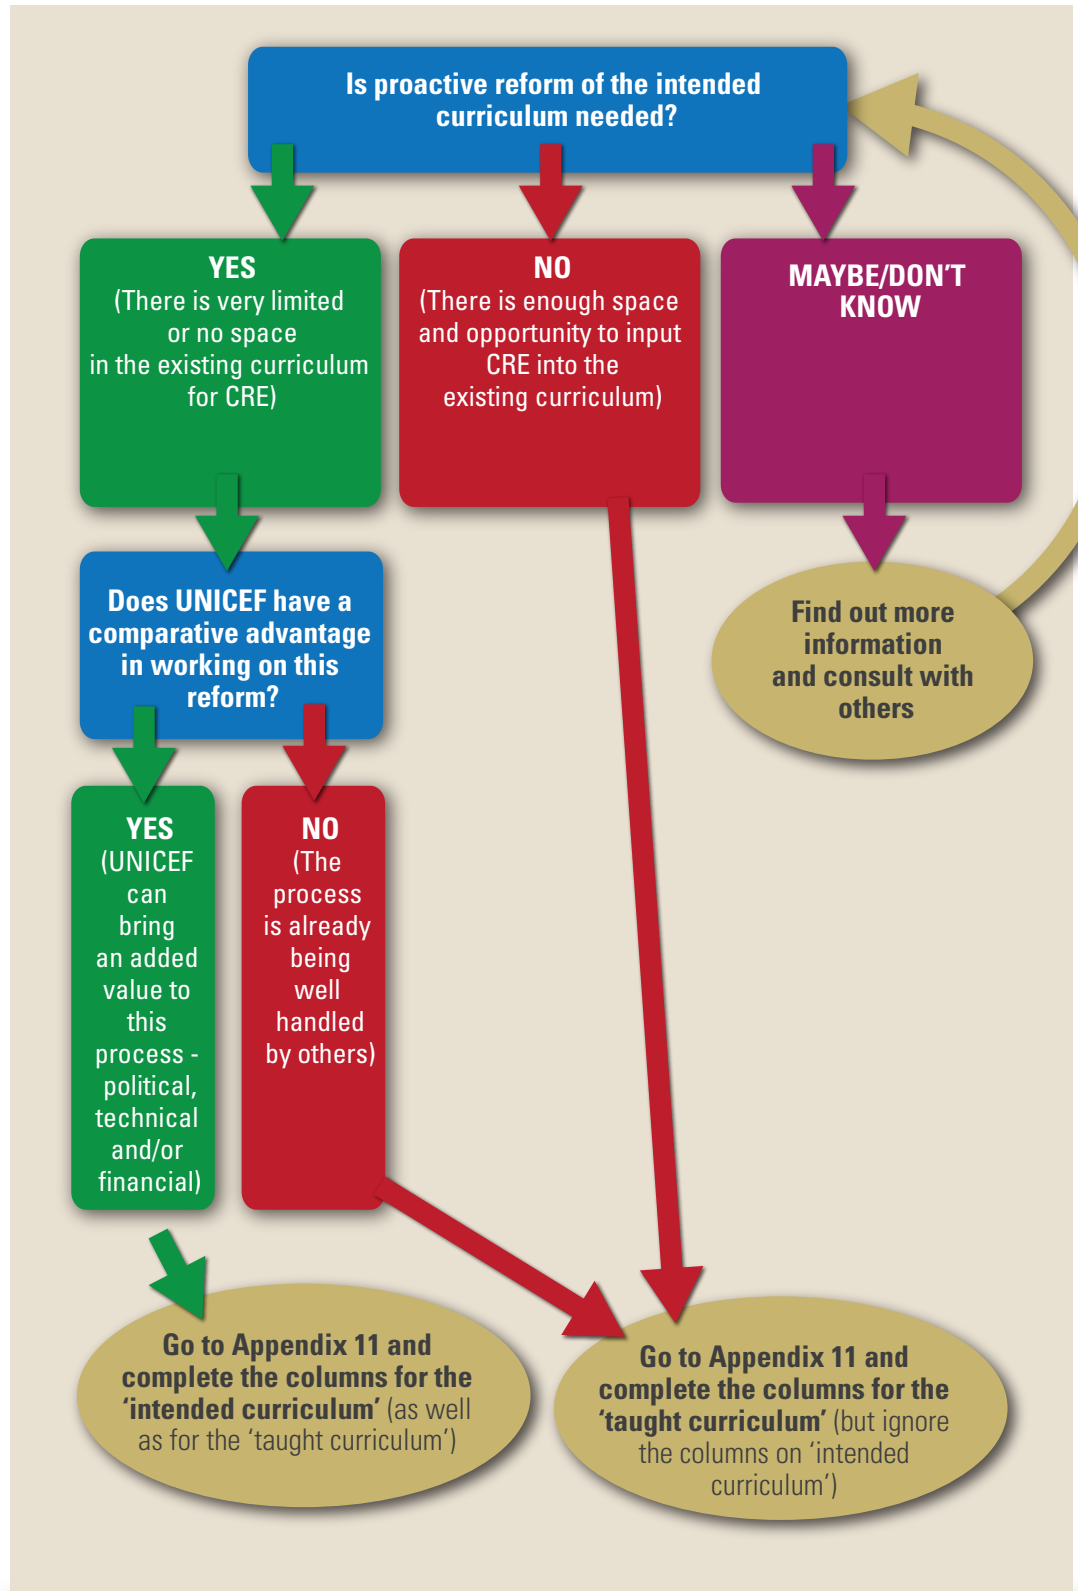 Is proactive reform of the intended
curriculum needed?
YES
(There is very limited
or no space
in the existing curriculum
for CRE)
NO
(There is enough space
and opportunity to input
CRE into the
existing curriculum)
MAYBE/DON'T
KNOW
Does UNICEF have a
comparative advantage
in working on this
reform?
Find out more
information
and consult with
others
YES
(UNICEF
can
bring
an added
value to
this
process -
political,
technical
and/or
financial)
NO
(The
process
is already
being
well
handled
by others)
Go to Appendix 11 and
complete the columns for the
‘intended curriculum’ (as well
as for the ‘taught curriculum’)
Go to Appendix 11 and
complete the columns for the
‘taught curriculum’ (but ignore
the columns on ‘intended
curriculum’)